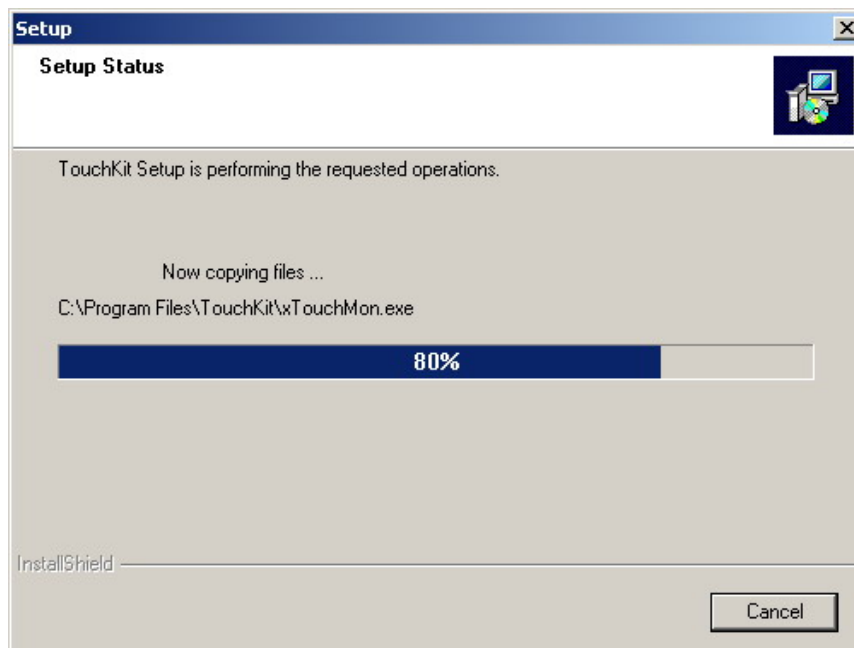 Setup
Setup Status
TouchKit Setup is performing the requested operations.
Now copying files ...
C:\Program Files\TouchKit\xTouchMon.exe
80%
InstallShield
Cancel